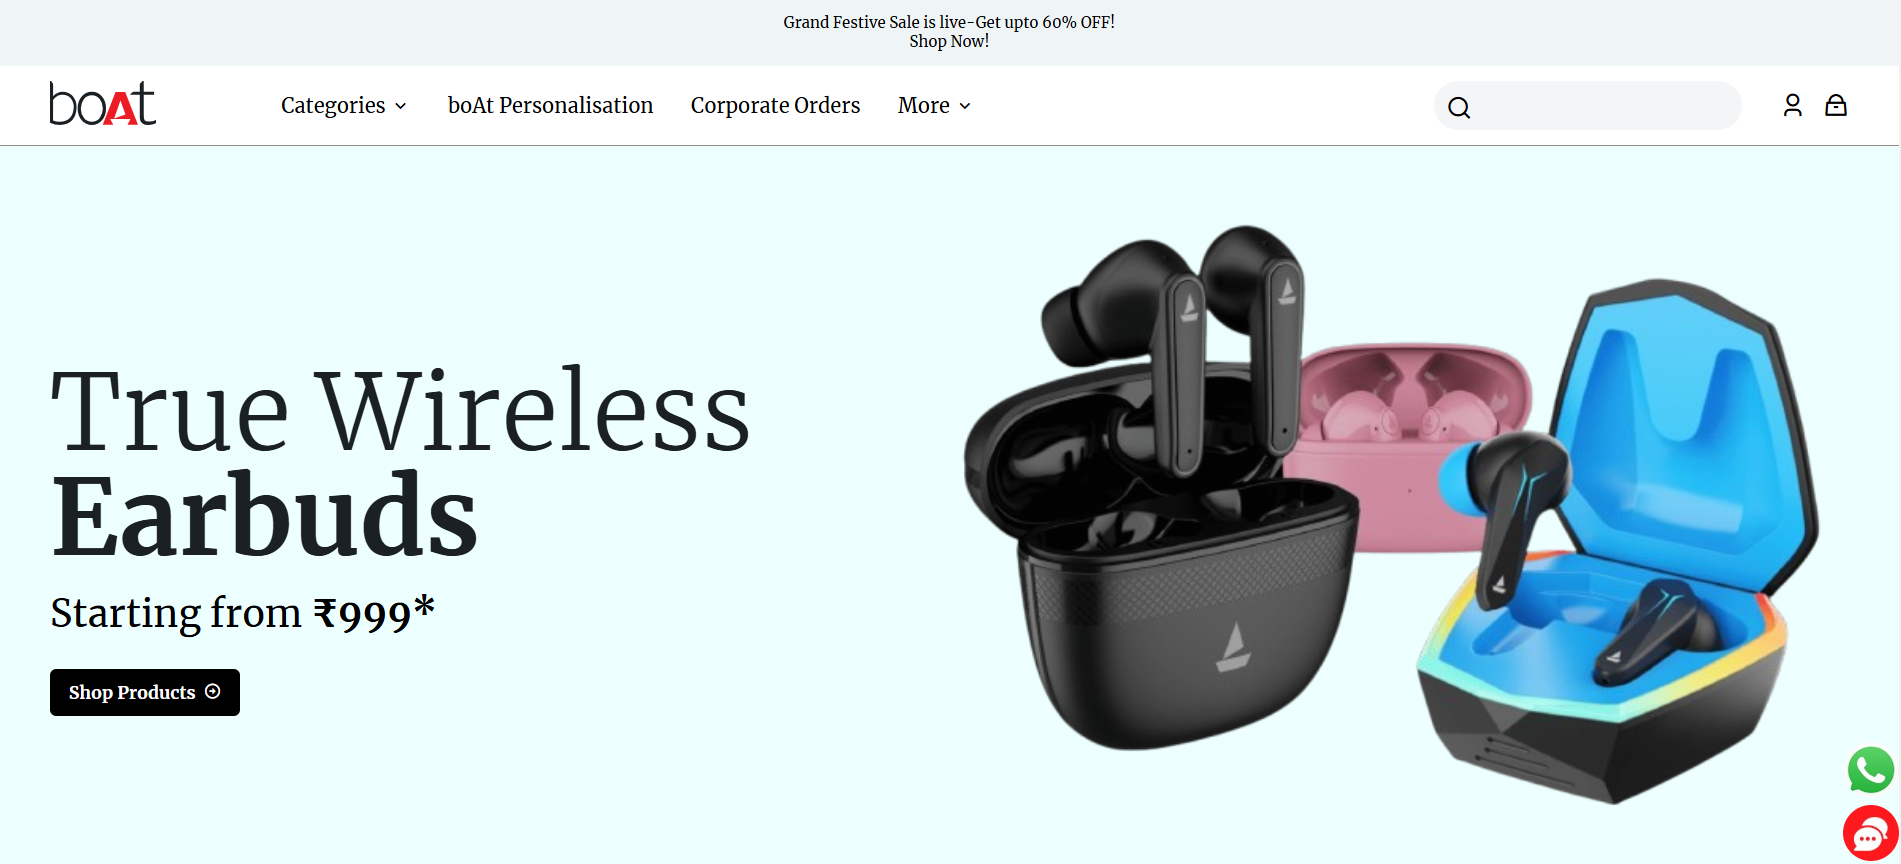 Grand Festive Sale is live-Get upto 60% OFF!
Shop Now!
boAt
Categories
boAt Personalisation
Corporate Orders
More
True Wireless
Earbuds
Starting from ₹999*
Shop Products